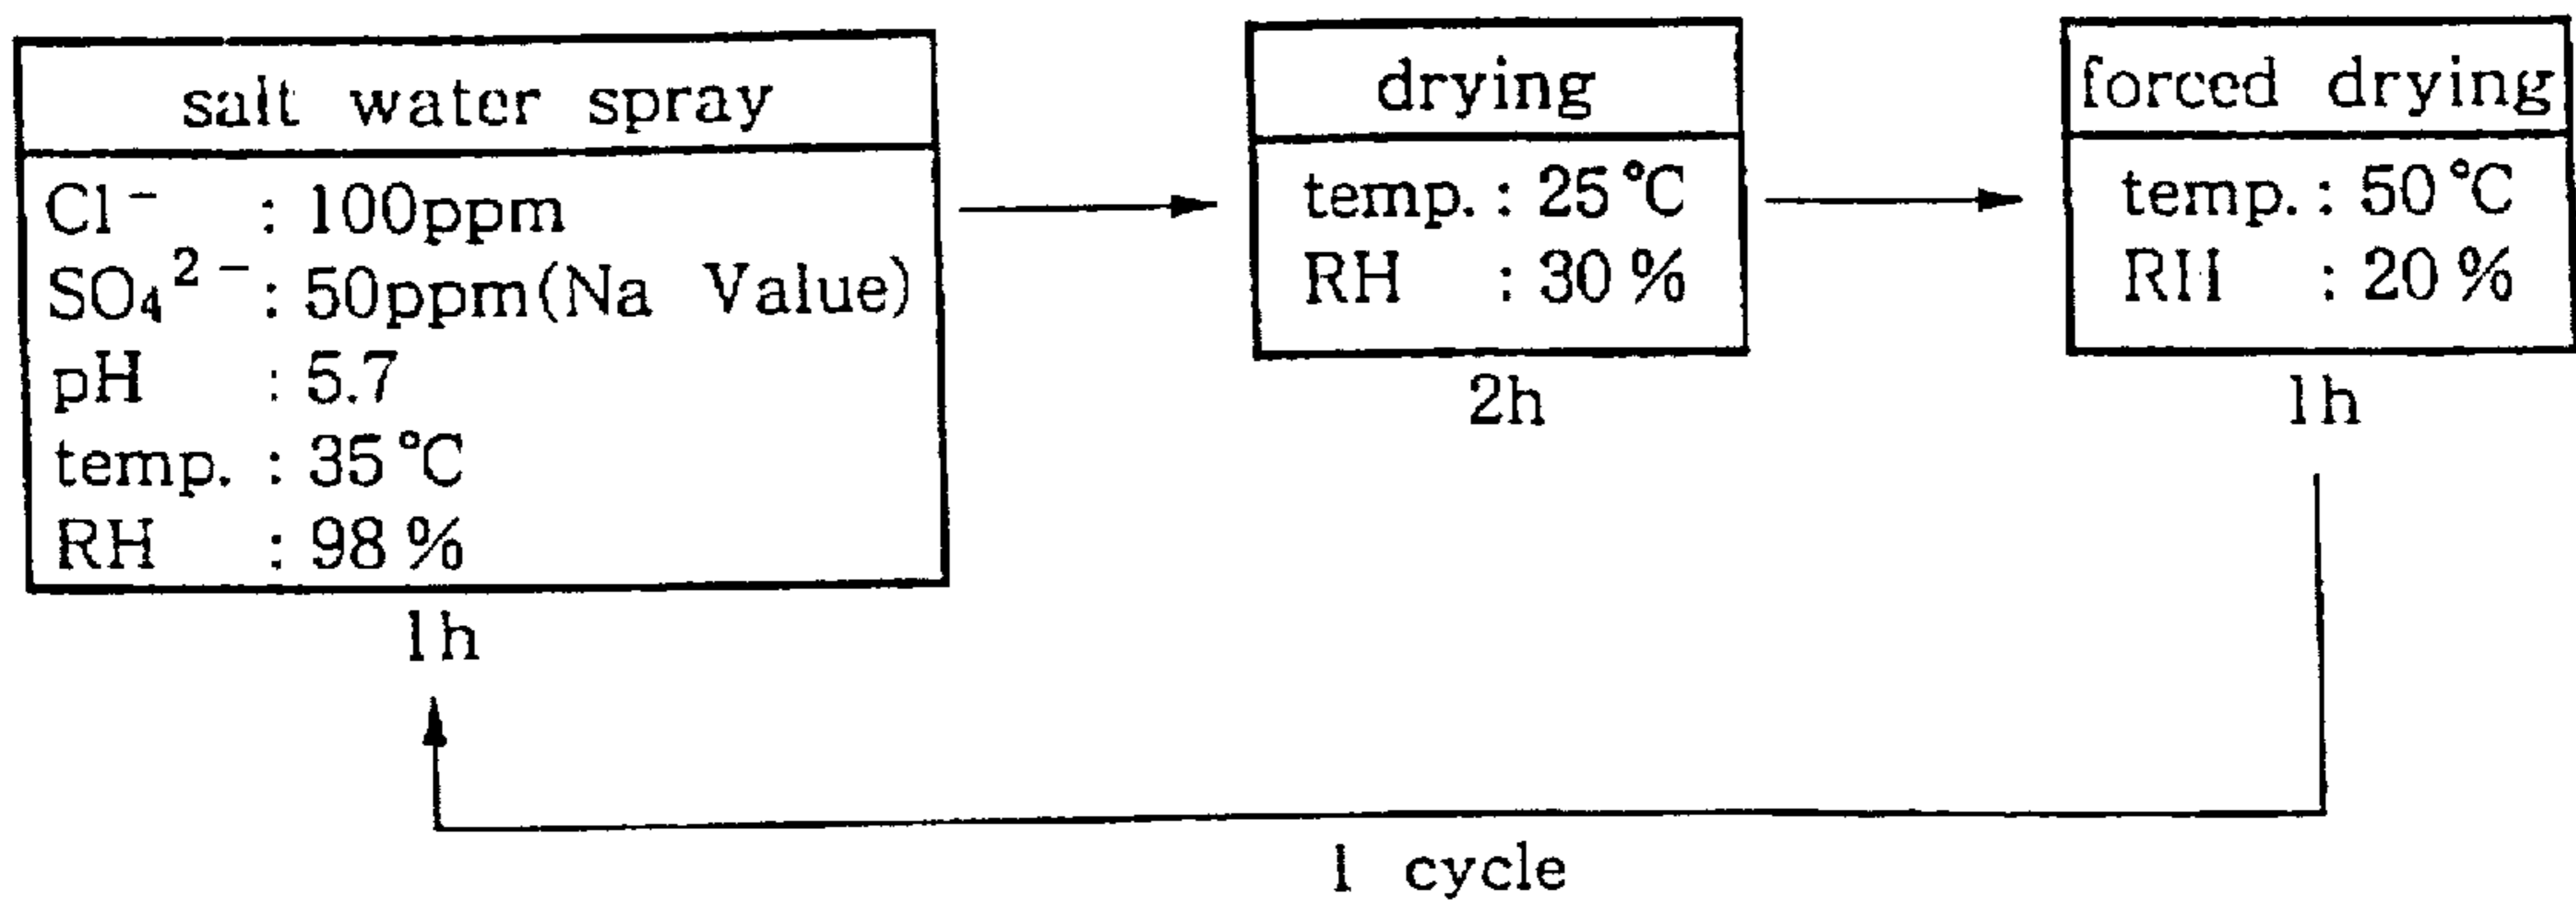 salt water spray
Cl⁻ : 100ppm
SO₄²⁻ : 50ppm(Na Value)
pH : 5.7
temp. : 35°C
RH : 98%
1h
drying
temp. : 25°C
RH : 30%
2h
forced drying
temp. : 50°C
RH : 20%
1h
1 cycle